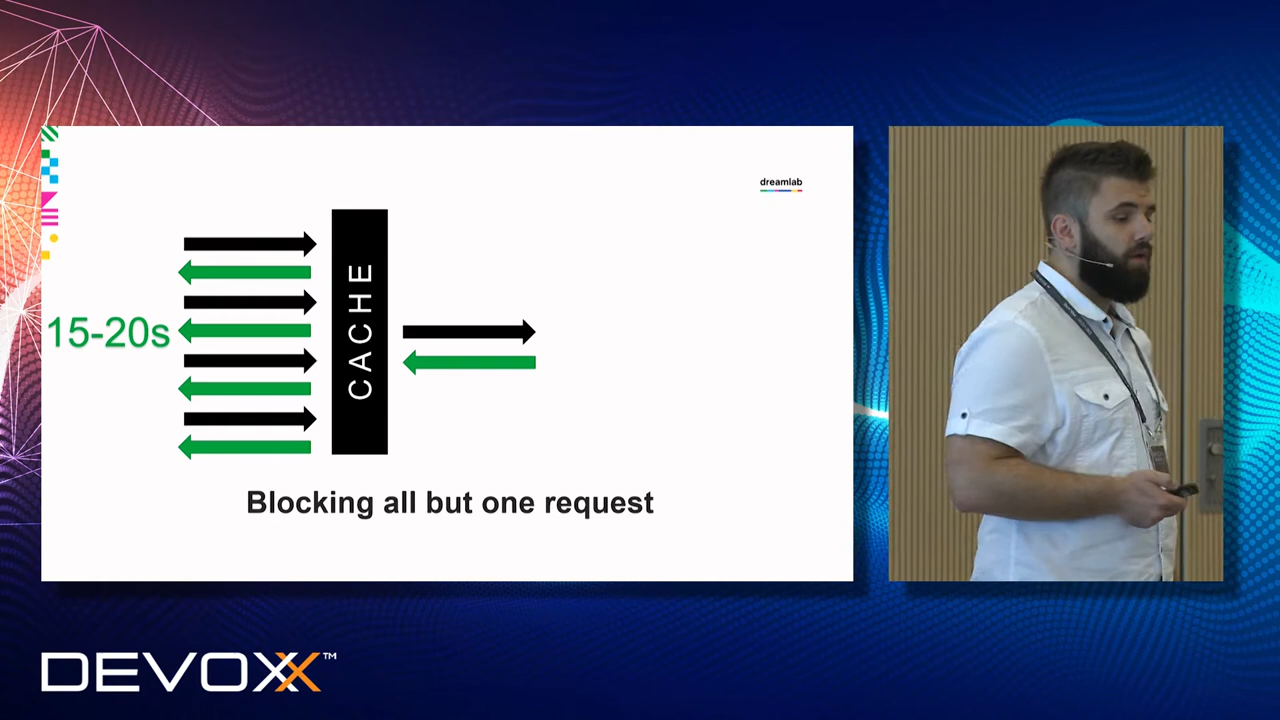 dreamlab
CACHE
15-20s
Blocking all but one request
DEVOXX™